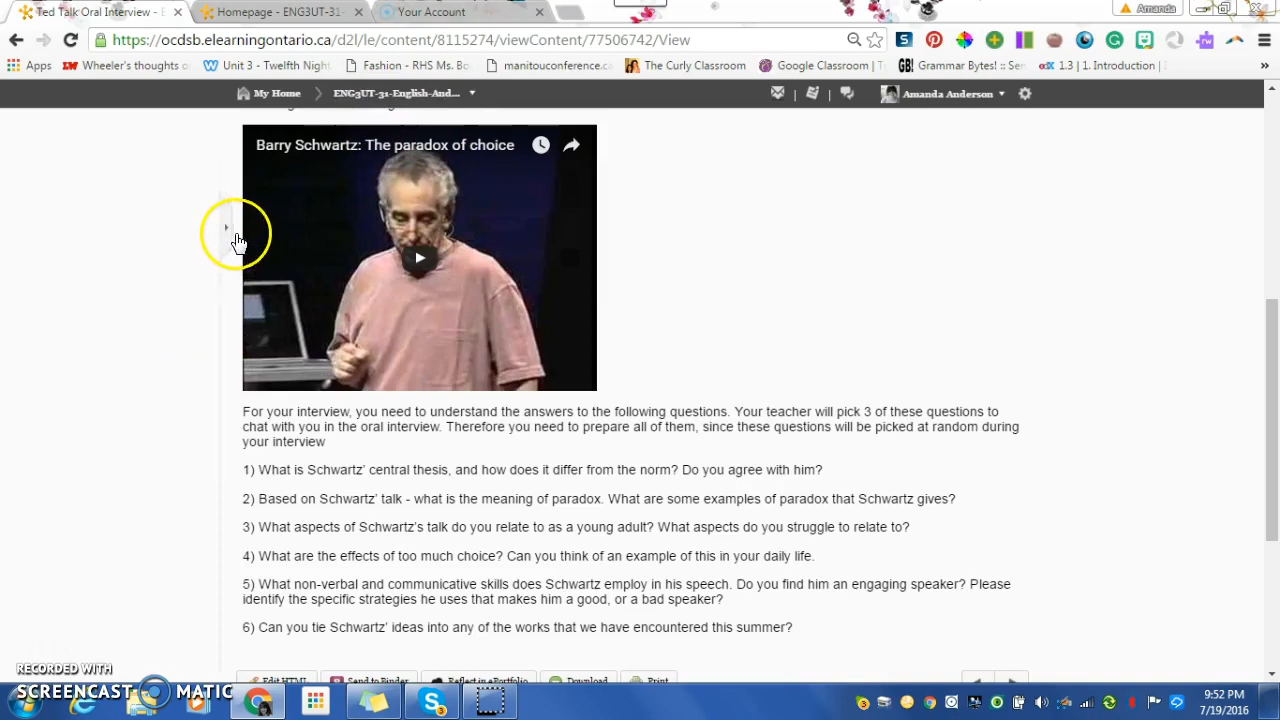 Ted Talk Oral Interview - E
Homepage - ENG3UT-31-
Your Account
Amanda
https://ocdsb.elearningontario.ca/d2l/le/content/8115274/viewContent/77506742/View
Apps
Wheeler's thoughts o
Unit 3 - Twelfth Night
Fashion - RHS Ms. Bo
manitouconference.c
The Curly Classroom
Google Classroom | T
Grammar Bytes! :: Sen
1.3 | 1. Introduction |
»
My Home
ENG3UT-31-English-And...
Amanda Anderson
Barry Schwartz: The paradox of choice
For your interview, you need to understand the answers to the following questions. Your teacher will pick 3 of these questions to
chat with you in the oral interview. Therefore you need to prepare all of them, since these questions will be picked at random during
your interview
1) What is Schwartz' central thesis, and how does it differ from the norm? Do you agree with him?
2) Based on Schwartz' talk - what is the meaning of paradox. What are some examples of paradox that Schwartz gives?
3) What aspects of Schwartz's talk do you relate to as a young adult? What aspects do you struggle to relate to?
4) What are the effects of too much choice? Can you think of an example of this in your daily life.
5) What non-verbal and communicative skills does Schwartz employ in his speech. Do you find him an engaging speaker? Please
identify the specific strategies he uses that makes him a good, or a bad speaker?
6) Can you tie Schwartz' ideas into any of the works that we have encountered this summer?
Edit HTML
Send to Binder
Reflect in ePortfolio
Download
Print
RECORDED WITH
SCREENCAST MATIC
9:52 PM
7/19/2016